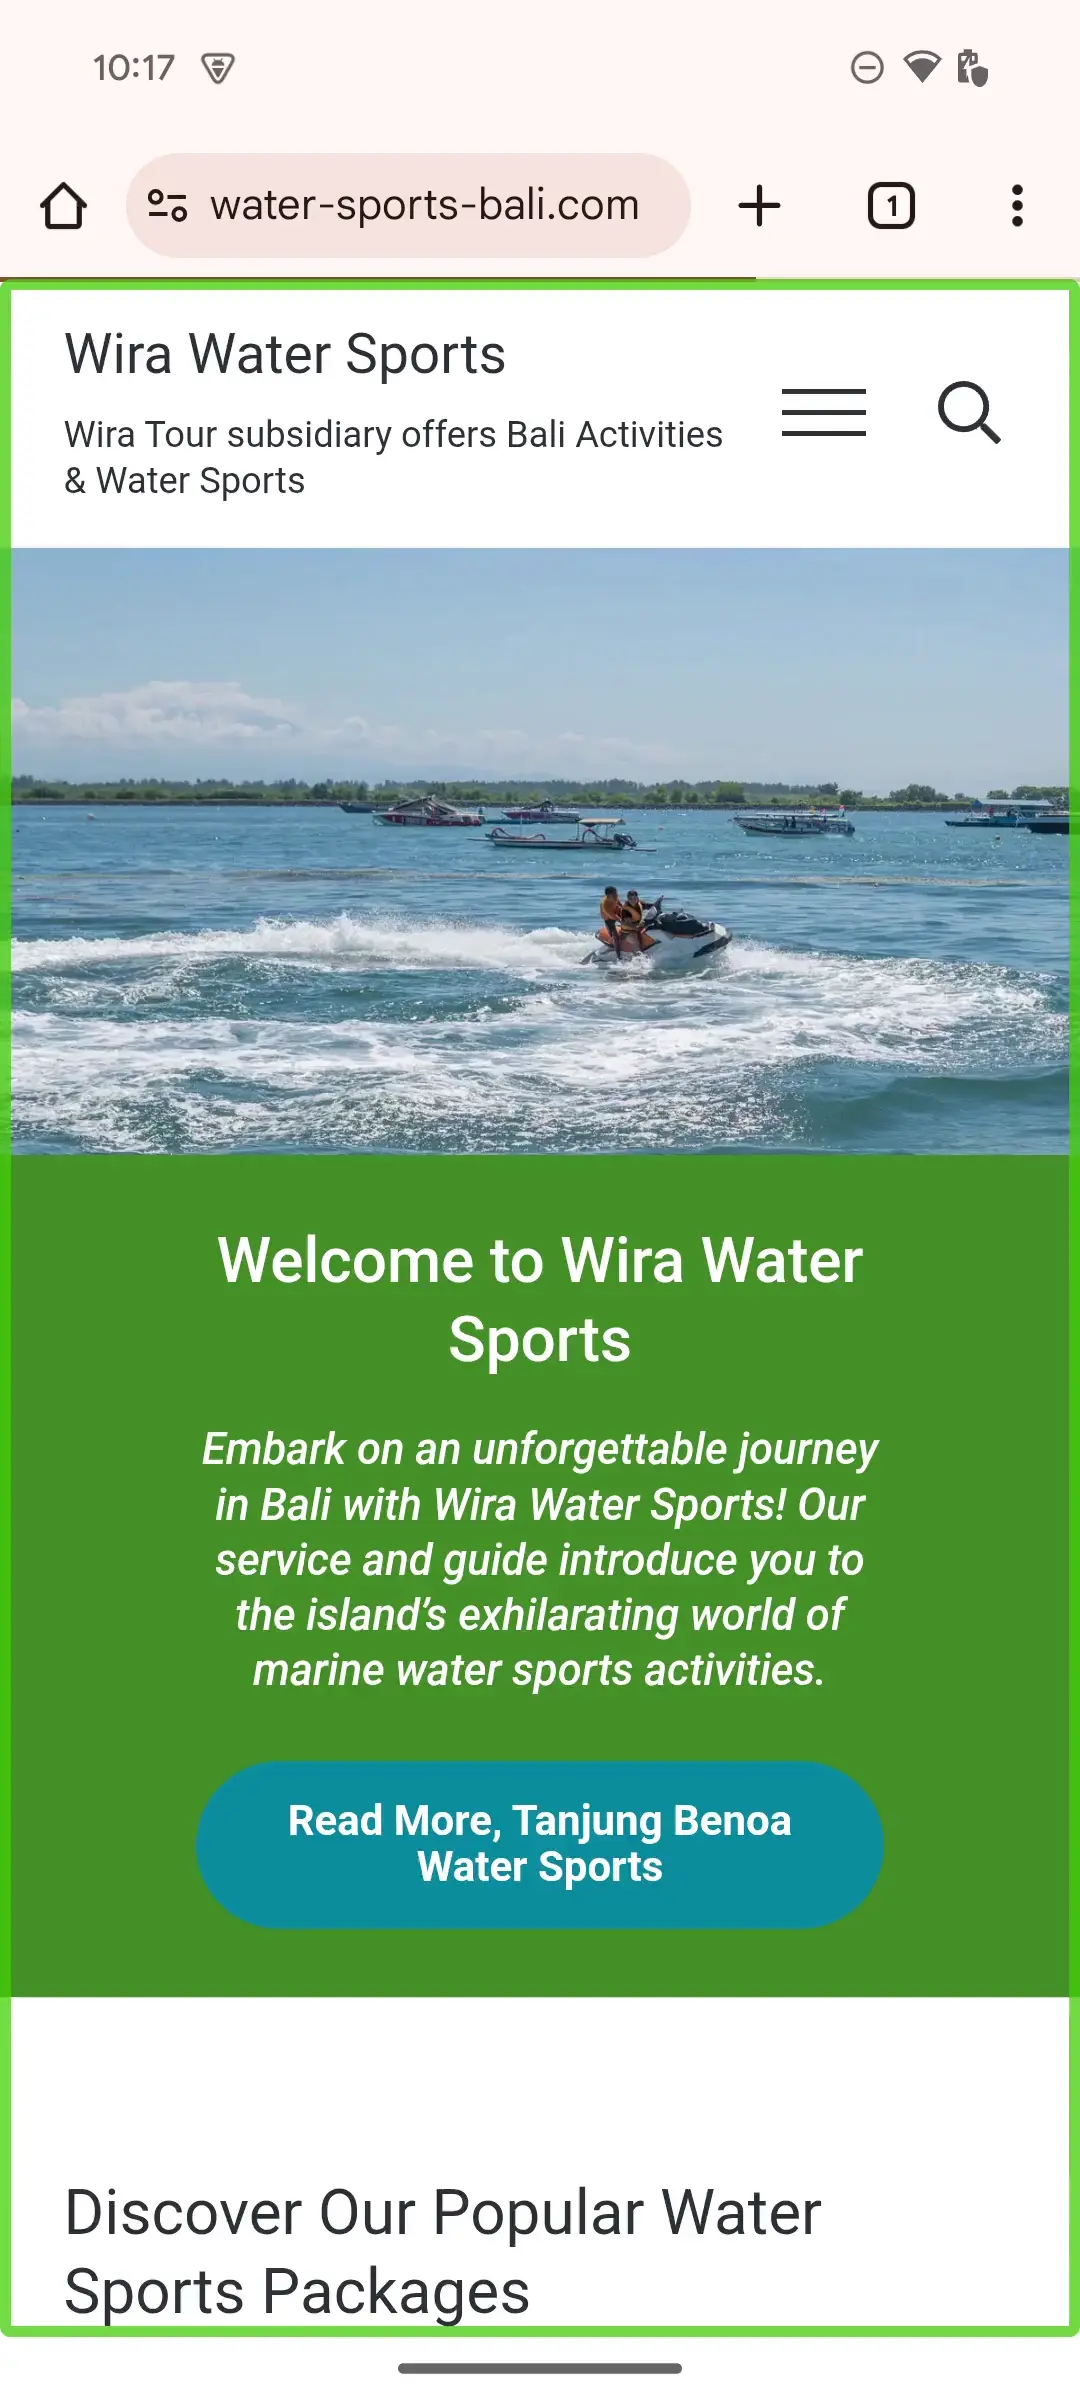 10:17
water-sports-bali.com
1
Wira Water Sports
Wira Tour subsidiary offers Bali Activities
& Water Sports
Welcome to Wira Water
Sports
Embark on an unforgettable journey
in Bali with Wira Water Sports! Our
service and guide introduce you to
the island’s exhilarating world of
marine water sports activities.
Read More, Tanjung Benoa
Water Sports
Discover Our Popular Water
Sports Packages